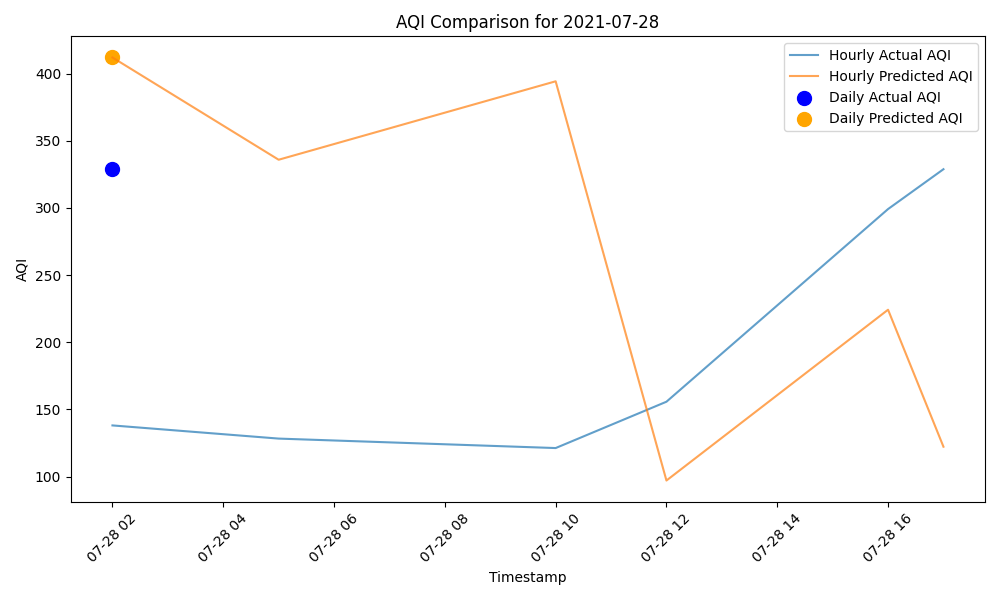 AQI Comparison for 2021-07-28
Hourly Actual AQI
Hourly Predicted AQI
Daily Actual AQI
Daily Predicted AQI
400
350
300
250
200
150
100
AQI
07-28 02
07-28 04
07-28 06
07-28 08
07-28 10
07-28 12
07-28 14
07-28 16
Timestamp